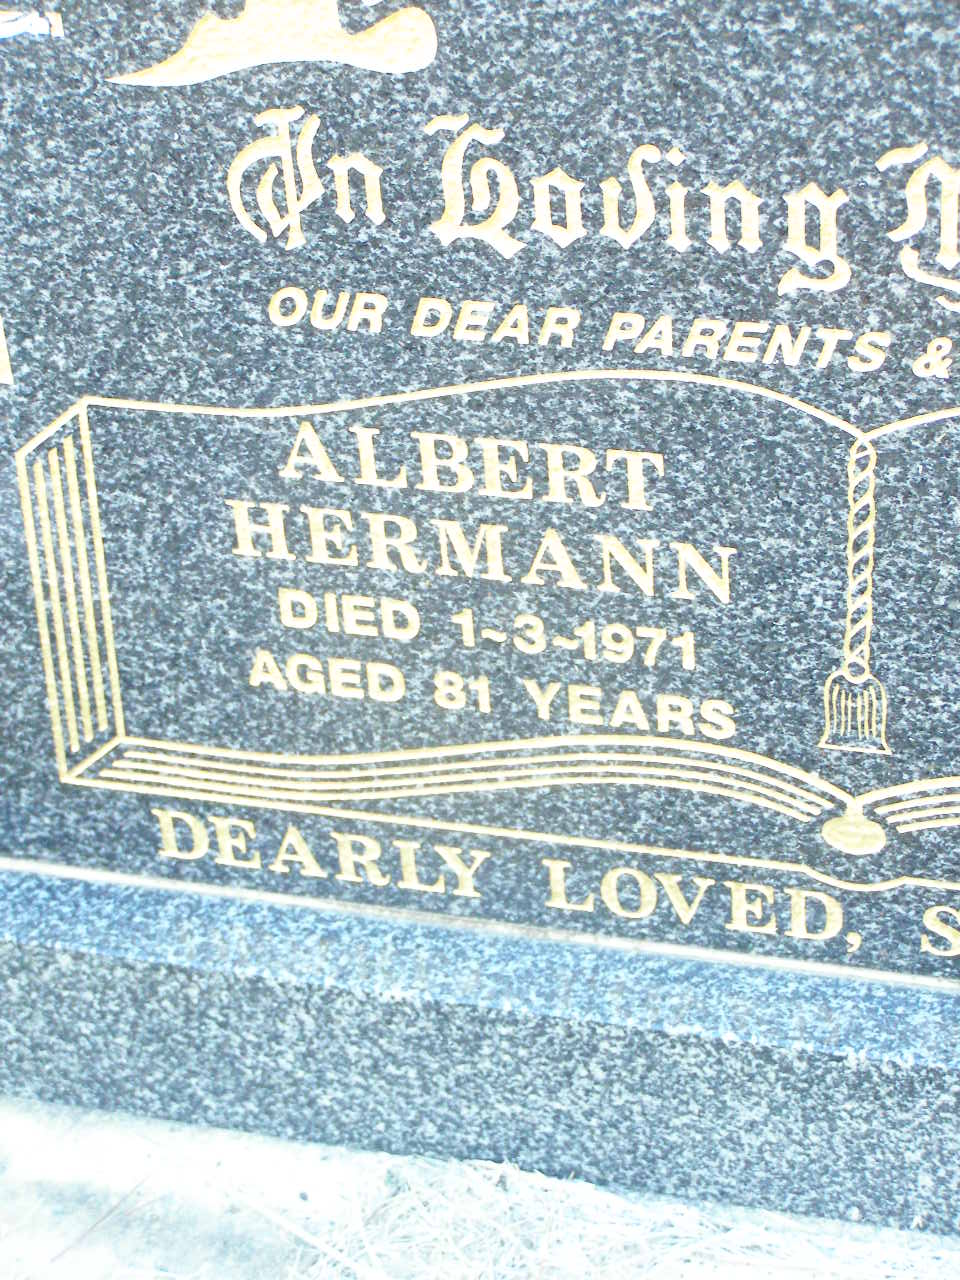 In Loving
OUR DEAR PARENTS &
ALBERT
HERMANN
DIED 1~3~1971
AGED 81 YEARS
DEARLY LOVED, S